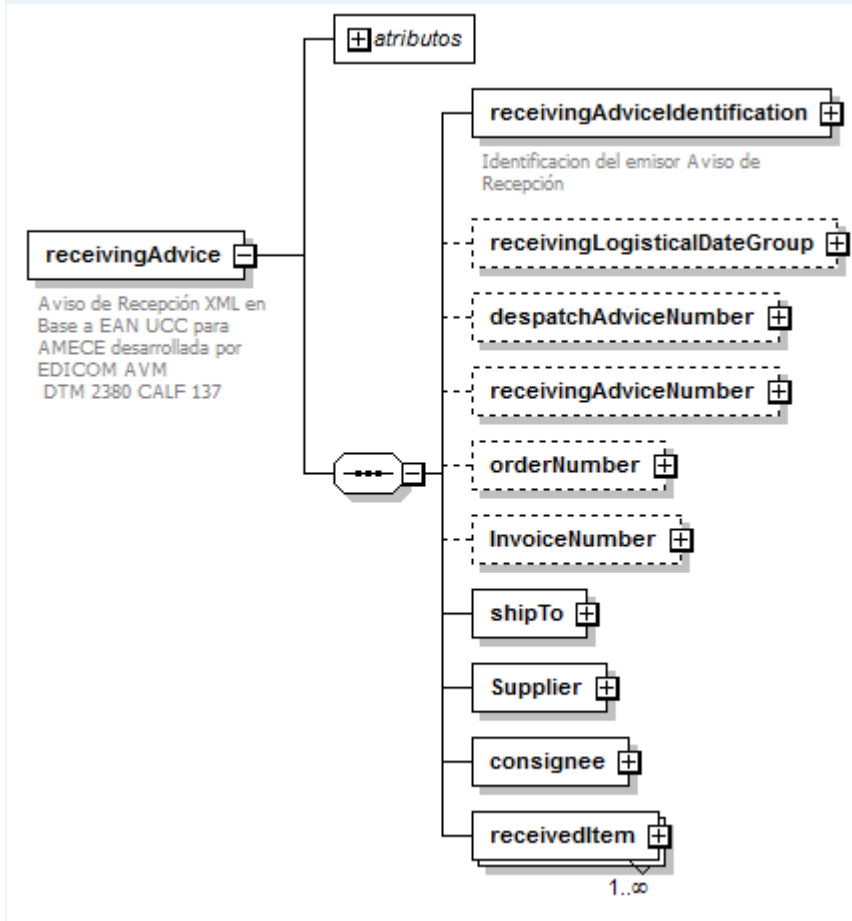 atributos
receivingAdviceIdentification
Identificacion del emisor Aviso de
Recepción
receivingAdvice
Aviso de Recepción XML en
Base a EAN UCC para
AMECE desarrollada por
EDICOM AVM
DTM 2380 CALF 137
receivingLogisticalDateGroup
despatchAdviceNumber
receivingAdviceNumber
orderNumber
InvoiceNumber
shipTo
Supplier
consignee
receivedItem
1..∞